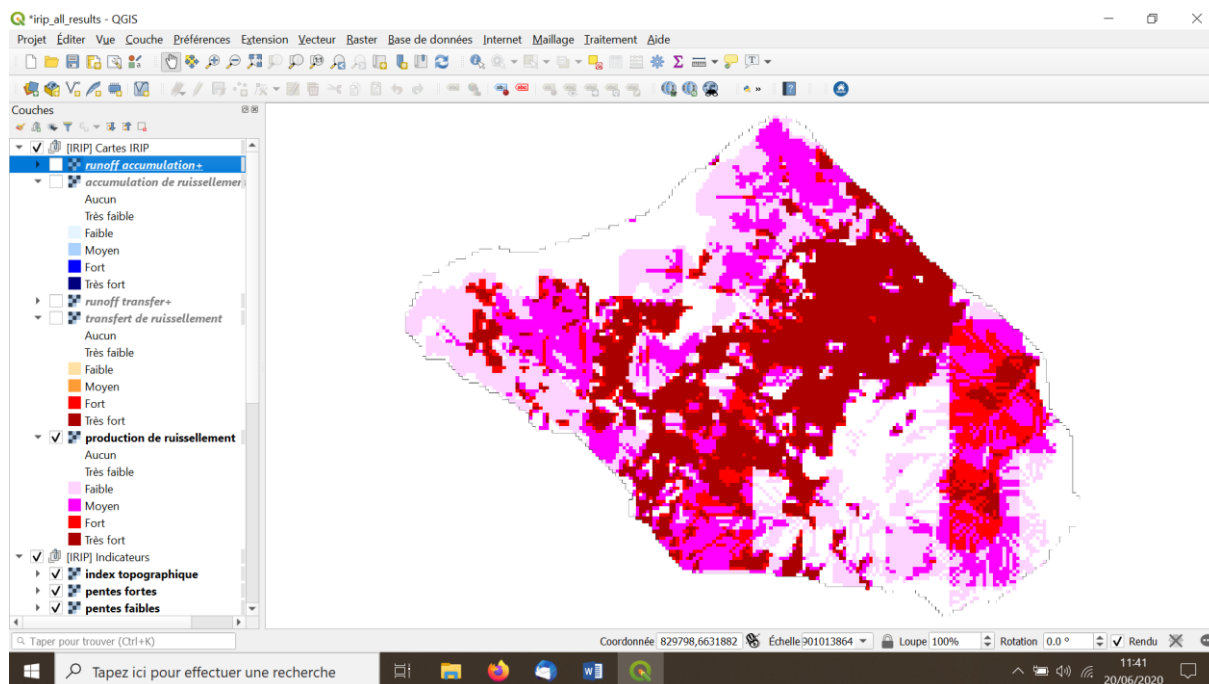 *irip_all_results - QGIS
Projet Éditer Vue Couche Préférences Extension Vecteur Raster Base de données Internet Maillage Traitement Aide
Couches
[IRIP] Cartes IRIP
runoff accumulation+
accumulation de ruissellemen
Aucun
Très faible
Faible
Moyen
Fort
Très fort
runoff transfer+
transfert de ruissellement
Aucun
Très faible
Faible
Moyen
Fort
Très fort
production de ruissellement
Aucun
Très faible
Faible
Moyen
Fort
Très fort
[IRIP] Indicateurs
index topographique
pentes fortes
pentes faibles
Taper pour trouver (Ctrl+K)
Coordonnée 829798,6631882 Échelle 901013864 Loupe 100% Rotation 0.0 ° Rendu
Tapez ici pour effectuer une recherche
11:41
20/06/2020